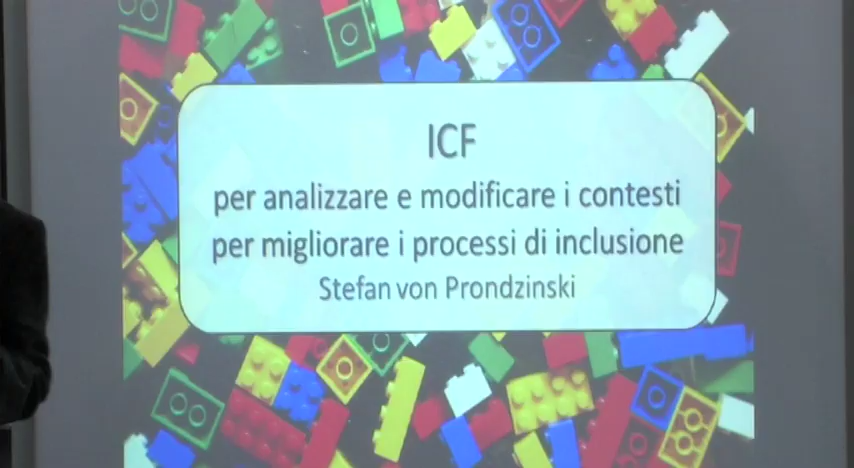 ICF
per analizzare e modificare i contesti
per migliorare i processi di inclusione
Stefan von Prondzinski